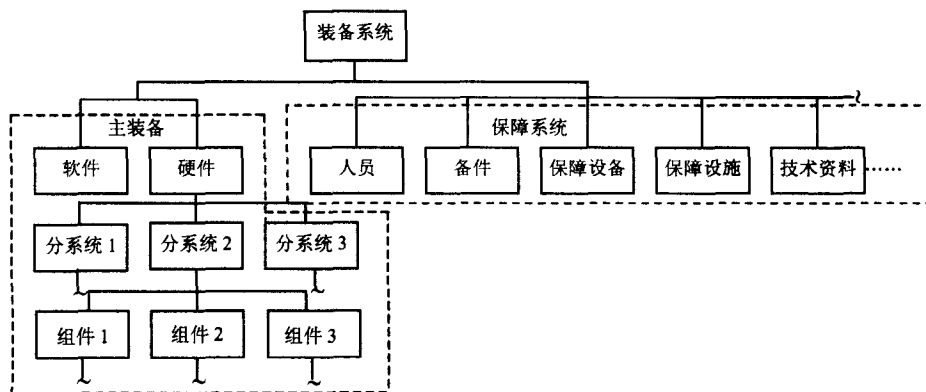 装备系统
主装备
保障系统
软件
硬件
人员
备件
保障设备
保障设施
技术资料……
分系统1
分系统2
分系统3
组件1
组件2
组件3